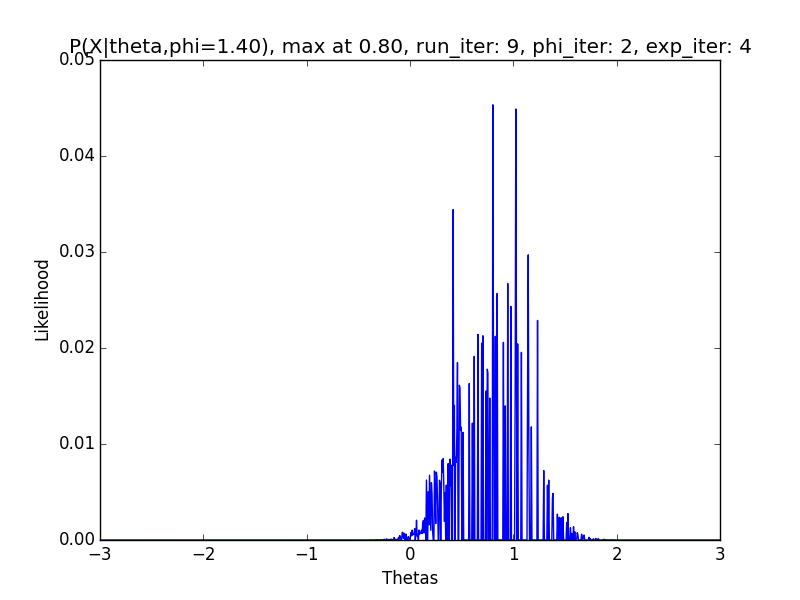 P(X|theta,phi=1.40), max at 0.80, run_iter: 9, phi_iter: 2, exp_iter: 4
0.05
0.04
0.03
0.02
0.01
0.00
Likelihood
−3 −2 −1 0 1 2 3
Thetas